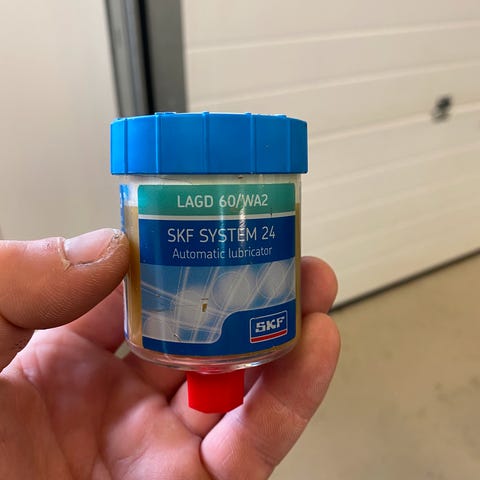 LAGD 60/WA2
SKF SYSTEM 24
Automatic lubricator
SKF